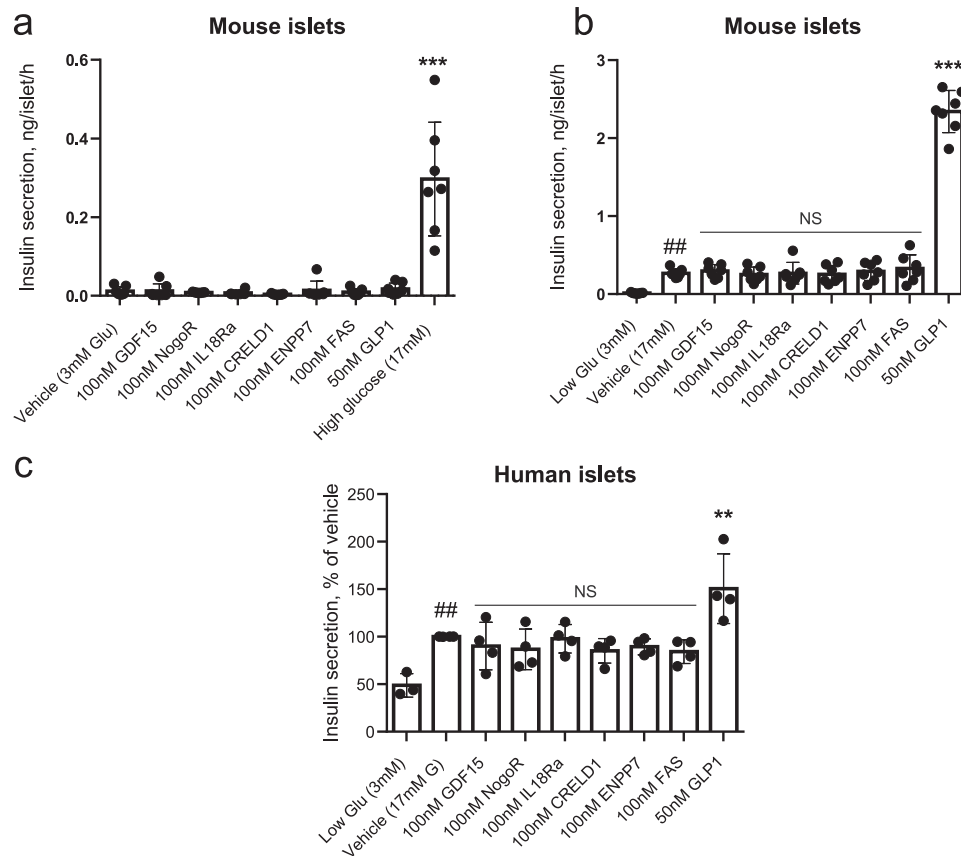 a
Mouse islets
Insulin secretion, ng/islet/h
0.6
0.4
0.2
0.0
***
Vehicle (3mM Glu)
100nM GDF15
100nM NogoR
100nM IL18Ra
100nM CRELD1
100nM ENPP7
100nM FAS
50nM GLP1
High glucose (17mM)
b
Mouse islets
Insulin secretion, ng/islet/h
3
2
1
0
##
NS
***
Low Glu (3mM)
Vehicle (17mM)
100nM GDF15
100nM NogoR
100nM IL18Ra
100nM CRELD1
100nM ENPP7
100nM FAS
50nM GLP1
c
Human islets
Insulin secretion, % of vehicle
250
200
150
100
50
0
##
NS
**
Low Glu (3mM)
Vehicle (17mM G)
100nM GDF15
100nM NogoR
100nM IL18Ra
100nM CRELD1
100nM ENPP7
100nM FAS
50nM GLP1